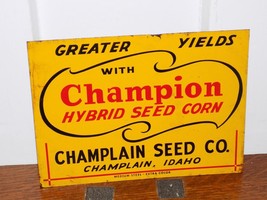 GREATER YIELDS
WITH
Champion
HYBRID SEED CORN
CHAMPLAIN SEED CO.
CHAMPLAIN, IDAHO